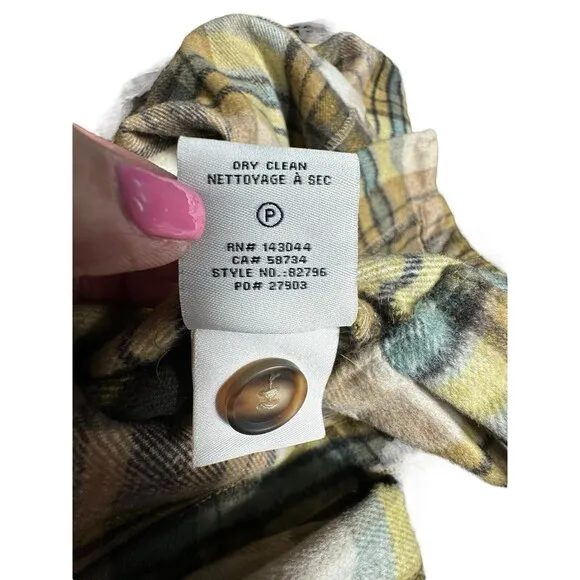 DRY CLEAN
NETTOYAGE À SEC
P
RN# 143044
CA# 58734
STYLE NO.:82796
PO# 27903